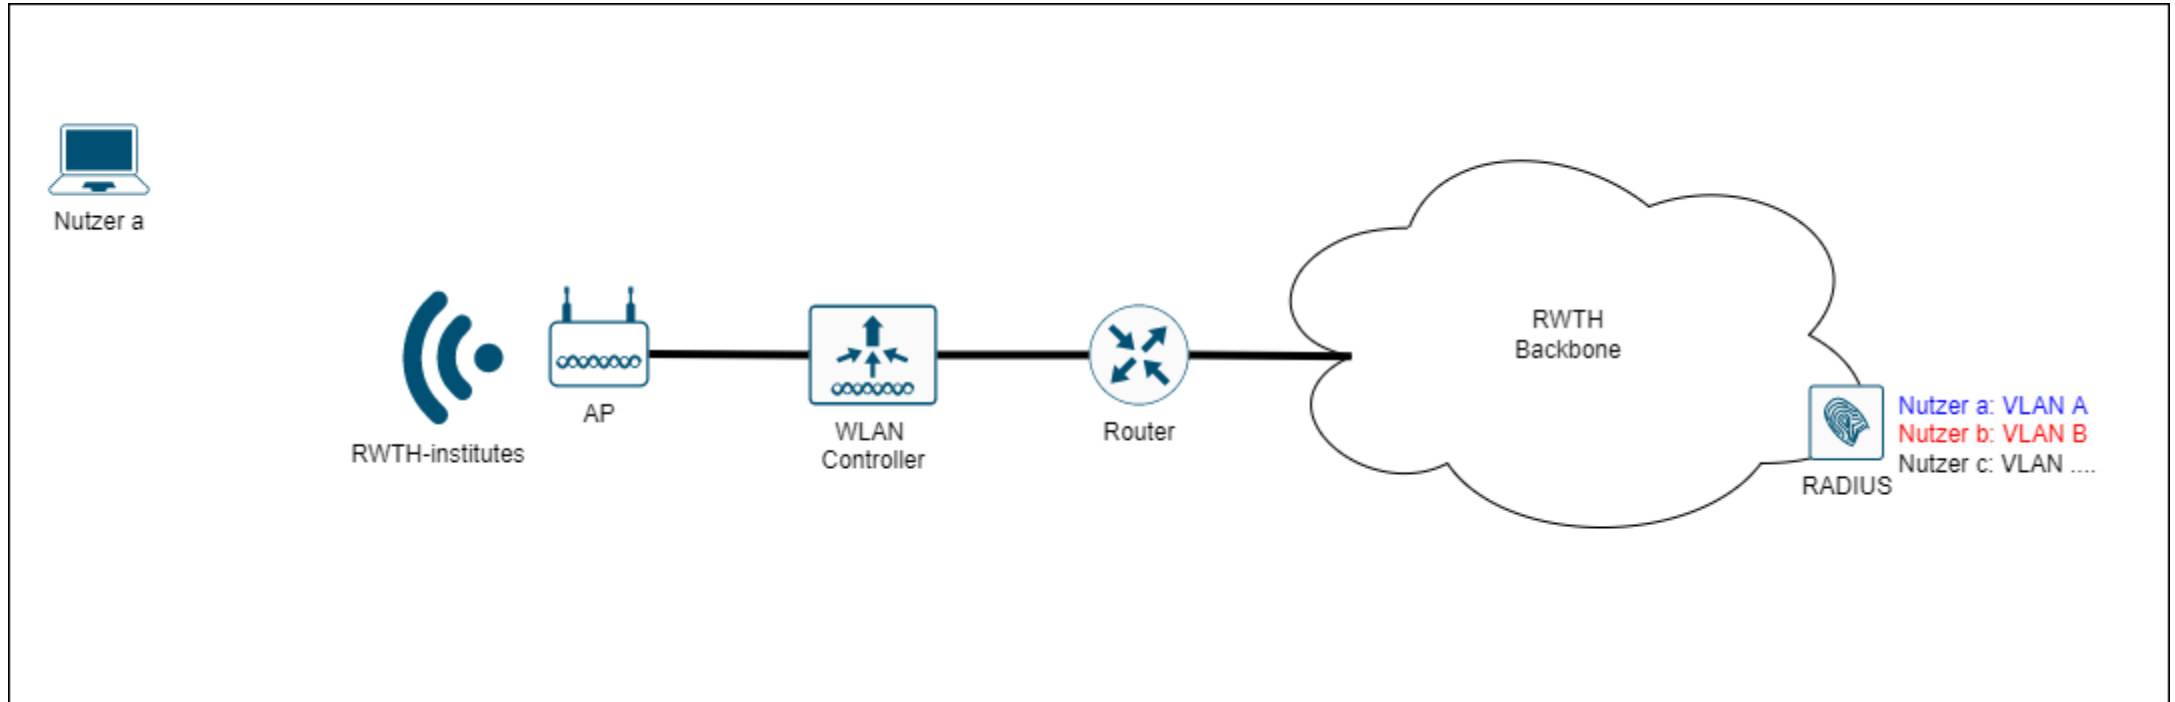 Nutzer a
RWTH-institutes
AP
WLAN
Controller
Router
RWTH
Backbone
RADIUS
Nutzer a: VLAN A
Nutzer b: VLAN B
Nutzer c: VLAN ....